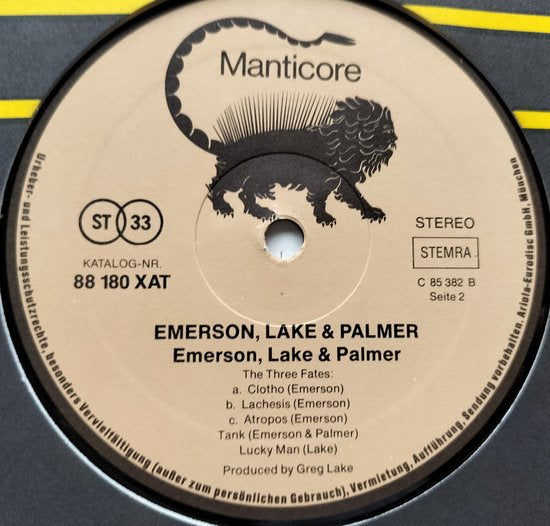 Manticore
ST 33
KATALOG-NR.
88 180 XAT
STEREO
STEMRA
C 85 382 B
Seite 2
EMERSON, LAKE & PALMER
Emerson, Lake & Palmer
The Three Fates:
a. Clotho (Emerson)
b. Lachesis (Emerson)
c. Atropos (Emerson)
Tank (Emerson & Palmer)
Lucky Man (Lake)
Produced by Greg Lake
Urheber- und Leistungsschutzrechte, besonders Vervielfältigung (außer zum persönlichen Gebrauch), Vermietung, Aufführung, Sendung vorbehalten. Ariola-Eurodisc GmbH, München